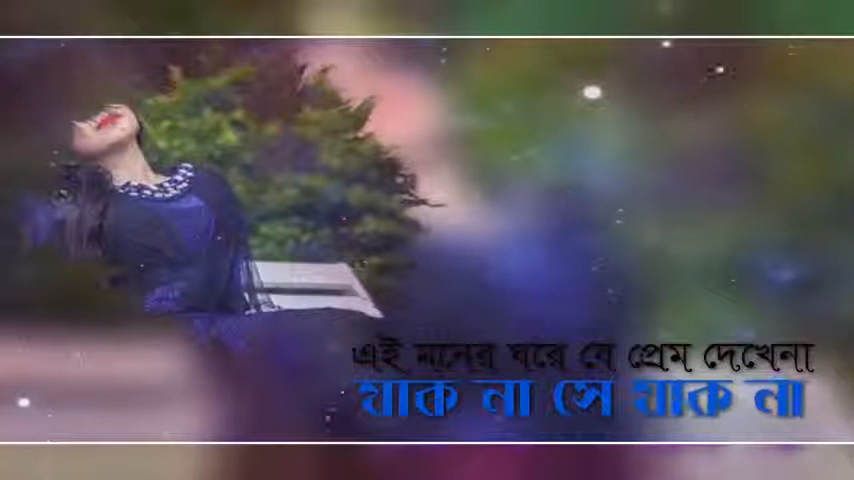 এই মনের ঘরে যে প্রেম দেখেনা
যাক না সে যাক না